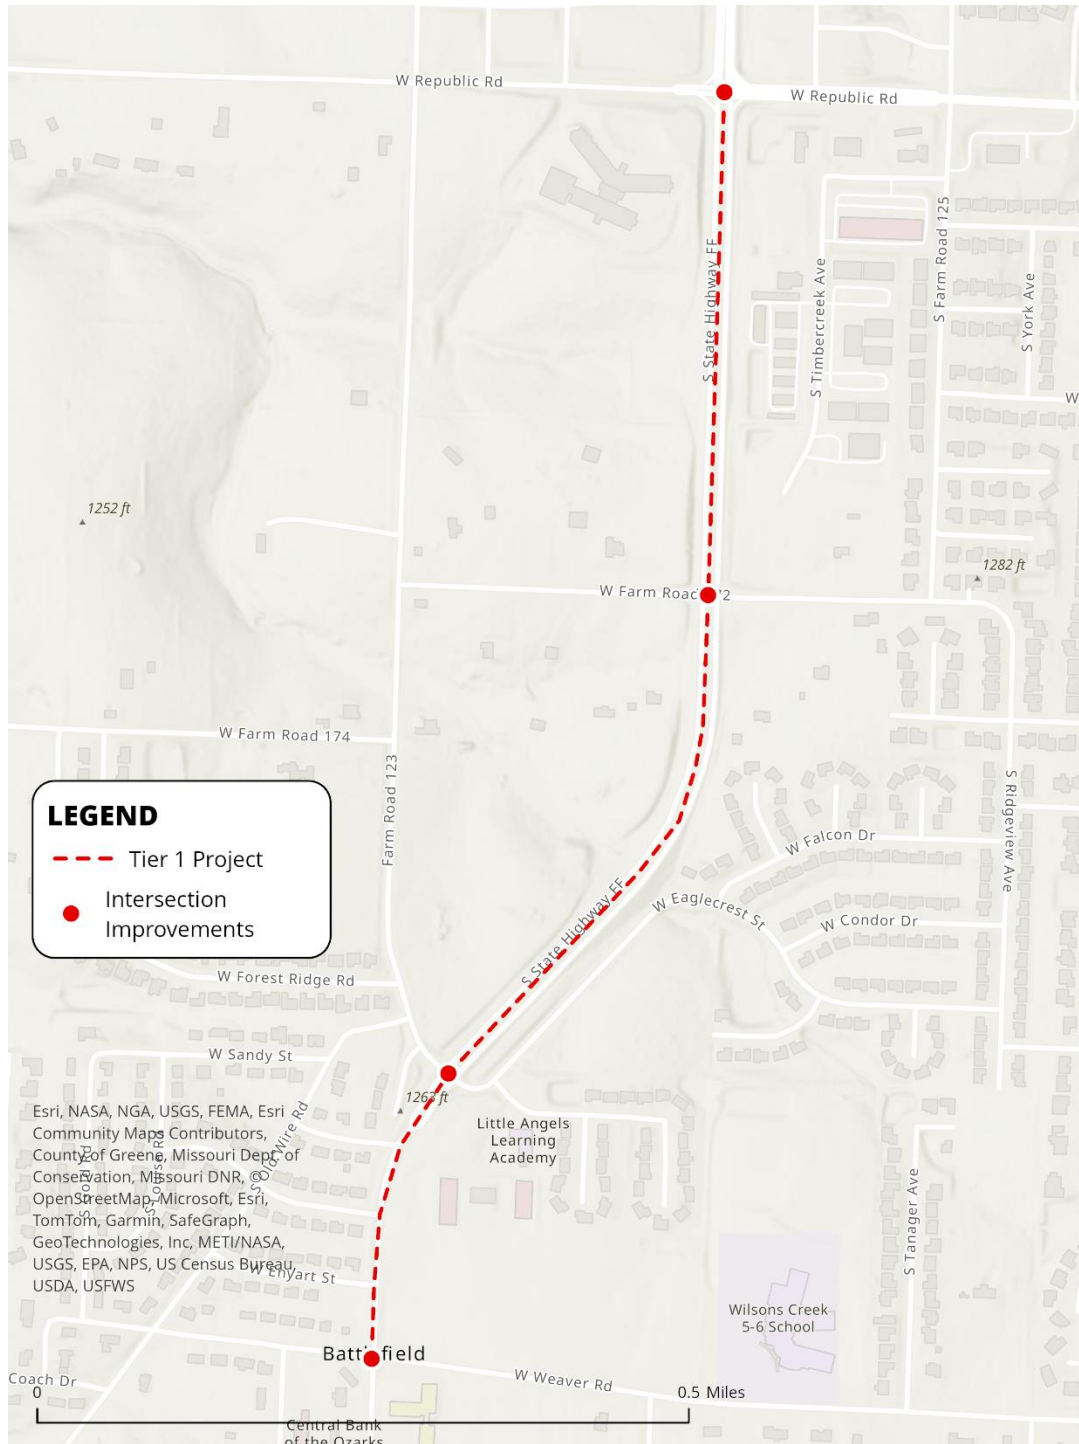 W Republic Rd
W Republic Rd
S Farm Road 125
S State Highway FF
S Timbercreek Ave
S York Ave
W
1252 ft
1282 ft
W Farm Road
2
W Farm Road 174
Farm Road 123
S Ridgeview Ave
LEGEND
Tier 1 Project
Intersection
Improvements
W Falcon Dr
W Eaglecrest St
W Condor Dr
S State Highway FF
W Forest Ridge Rd
W Sandy St
1263 ft
Esri, NASA, NGA, USGS, FEMA, Esri
Community Maps Contributors,
County of Greene, Missouri Dept. of
Conservation, Missouri DNR, ©
OpenStreetMap, Microsoft, Esri,
TomTom, Garmin, SafeGraph,
GeoTechnologies, Inc, METI/NASA,
USGS, EPA, NPS, US Census Bureau,
USDA, USFWS
S Old Wire Rd
Little Angels
Learning
Academy
S Tanager Ave
W Enyart St
Wilsons Creek
5-6 School
Battlefield
W Weaver Rd
Coach Dr
0
0.5 Miles
Central Bank
of the Ozarks